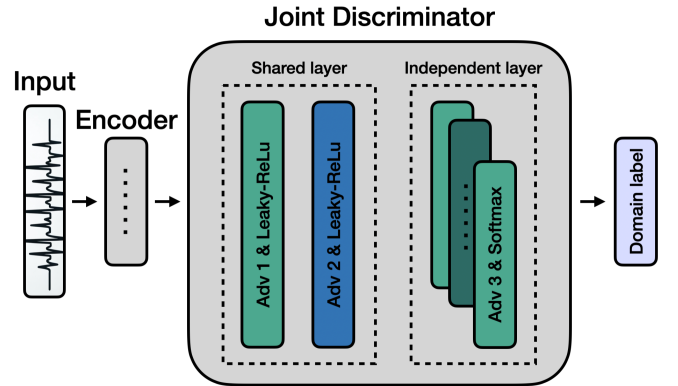 Joint Discriminator
Input
Encoder
Shared layer
Independent layer
Adv 1 & Leaky-ReLu
Adv 2 & Leaky-ReLu
Adv 3 & Softmax
Domain label